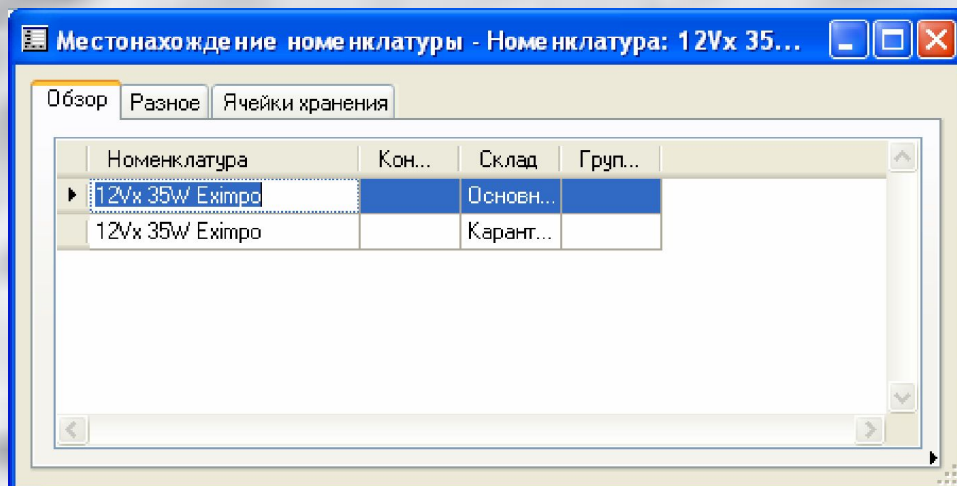 Местонахождение номенклатуры - Номенклатура: 12Vx 35...
Обзор Разное Ячейки хранения
Номенклатура Кон... Склад Груп...
12Vx 35W Eximpo Основн...
12Vx 35W Eximpo Карант...